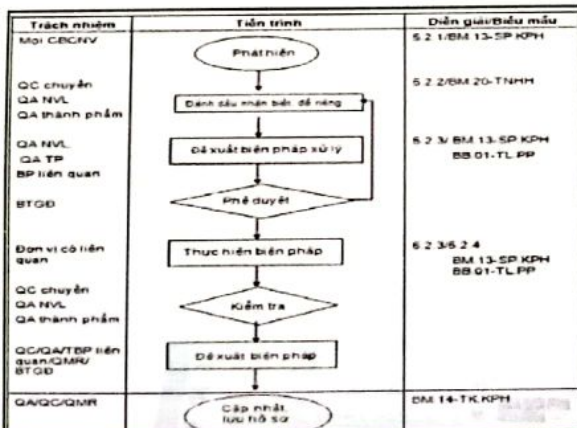 Trách nhiệm
Tiến trình
Diễn giải/Biểu mẫu
Mọi CBCNV
Phát hiện
5.2.1/BM.13-SP.KPH
QC chuyền
QA NVL
QA thành phẩm
Đánh dấu nhận biết, để riêng
5.2.2/BM.20-TNHH
QA NVL
QA TP
BP liên quan
Đề xuất biện pháp xử lý
5.2.3/ BM.13-SP.KPH
BB.01-TL.PP
BTGĐ
Phê duyệt
Đơn vị có liên
quan
Thực hiện biện pháp
5.2.3/5.2.4
BM.13-SP.KPH
BB.01-TL.PP
QC chuyền
QA NVL
QA thành phẩm
Kiểm tra
QC/QA/TBP liên
quan/QMR/
BTGĐ
Đề xuất biện pháp
QA/QC/QMR
Cập nhật,
lưu hồ sơ
BM.14-TK.KPH